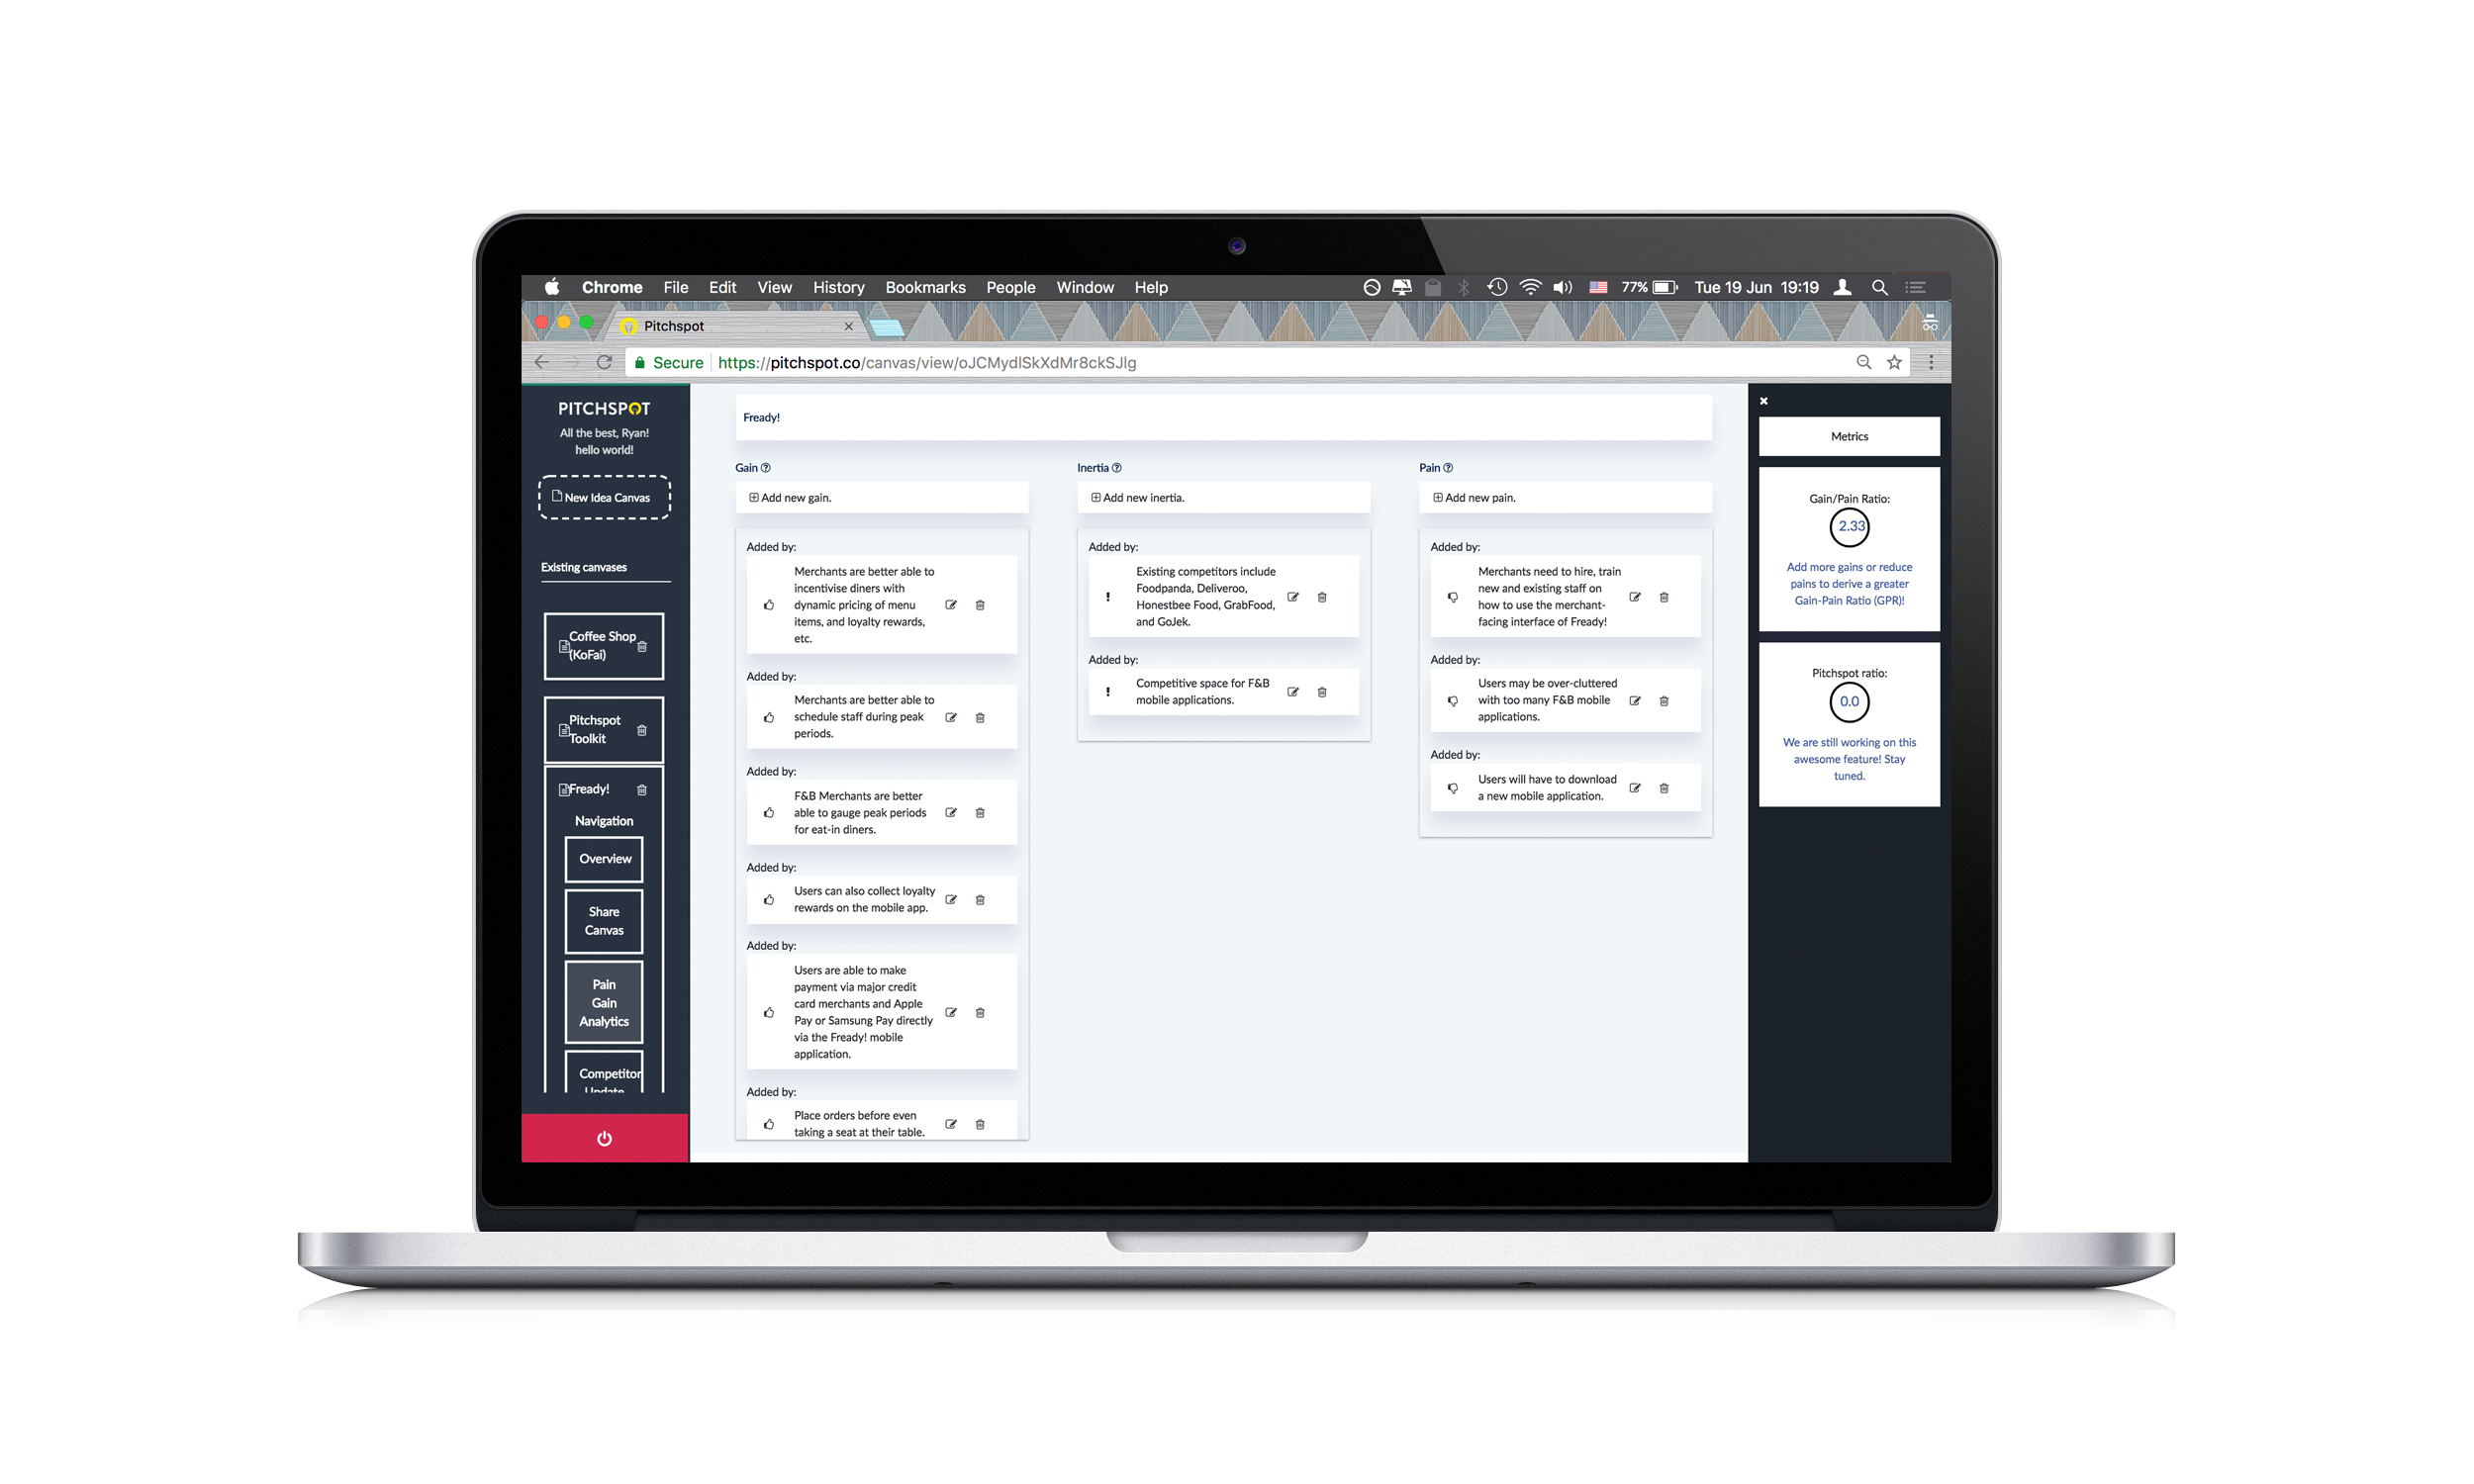 Chrome File Edit View History Bookmarks People Window Help 77% Tue 19 Jun 19:19
Pitchspot
Secure https://pitchspot.co/canvas/view/oJCMydlSkXdMr8ckSJlg
PITCHSPOT
All the best, Ryan!
hello world!
New Idea Canvas
Existing canvases
Coffee Shop
(KoFai)
Pitchspot
Toolkit
Fready!
Navigation
Overview
Share
Canvas
Pain
Gain
Analytics
Competitor
Update
Fready!
Gain
Add new gain.
Added by:
Merchants are better able to
incentivise diners with
dynamic pricing of menu
items, and loyalty rewards,
etc.
Added by:
Merchants are better able to
schedule staff during peak
periods.
Added by:
F&B Merchants are better
able to gauge peak periods
for eat-in diners.
Added by:
Users can also collect loyalty
rewards on the mobile app.
Added by:
Users are able to make
payment via major credit
card merchants and Apple
Pay or Samsung Pay directly
via the Fready! mobile
application.
Added by:
Place orders before even
taking a seat at their table.
Inertia
Add new inertia.
Added by:
Existing competitors include
Foodpanda, Deliveroo,
Honestbee Food, GrabFood,
and GoJek.
Added by:
Competitive space for F&B
mobile applications.
Pain
Add new pain.
Added by:
Merchants need to hire, train
new and existing staff on
how to use the merchant-
facing interface of Fready!
Added by:
Users may be over-cluttered
with too many F&B mobile
applications.
Added by:
Users will have to download
a new mobile application.
Metrics
Gain/Pain Ratio:
2.33
Add more gains or reduce
pains to derive a greater
Gain-Pain Ratio (GPR)!
Pitchspot ratio:
0.0
We are still working on this
awesome feature! Stay
tuned.